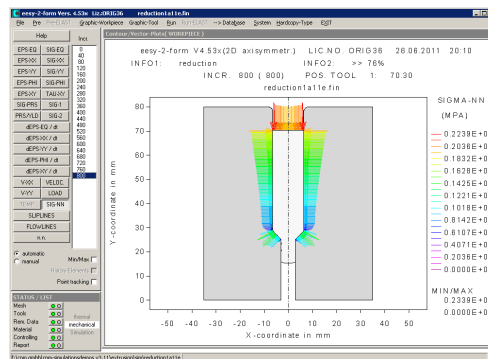 eesy-2-form Vers. 4.53x Liz.:ORIG36 reduction1a11e.fin
File Pre Graphic-Workpiece Graphic-Tool Run --> DataBase System Hardcopy-Type EXIT
Help
EPS-EQ SIG-EQ
EPS-XX SIG-XX
EPS-YY SIG-YY
EPS-PHI SIG-PHI
EPS-XY TAU-XY
SIG-PRS SIG-1
PRS/YLD SIG-2
dEPS-EQ / dt
dEPS-XX / dt
dEPS-YY / dt
dEPS-PHI / dt
dEPS-XY / dt
V-XX VELOC.
V-YY LOAD
TEMP. SIG-NN
SLIPLINES
FLOWLINES
n.n.
automatic
manual
Min/Max
History Elements
Point tracking
Incr.
0
40
80
120
160
200
240
280
320
360
400
440
480
520
560
600
640
680
720
760
800
STATUS / LIST
Mesh
Tools
Rem. Data
Material
Controlling
Report
thermal
mechanical
Simulation
Contour/Vector-Plots( WORKPIECE )
eesy-2-form V4.53x(2D axisymmetr.) LIC.NO. ORIG36 26.06.2011 20:10
INFO1: reduction INFO2: >> 76%
INCR. 800 ( 800) POS. TOOL 1: 70.30
reduction1a11e.fin
Y-coordinate in mm
80
70
60
50
40
30
20
10
0
-50 -40 -30 -20 -10 0 10 20 30 40 50
X-coordinate in mm
SIGMA-NN
(MPA)
0.2239E+0
0.2036E+0
0.1832E+0
0.1628E+0
0.1425E+0
0.1221E+0
0.1018E+0
0.8142E+0
0.6107E+0
0.4071E+0
0.2036E+0
0.0000E+0
MIN/MAX
0.2339E+0
0.0000E+0